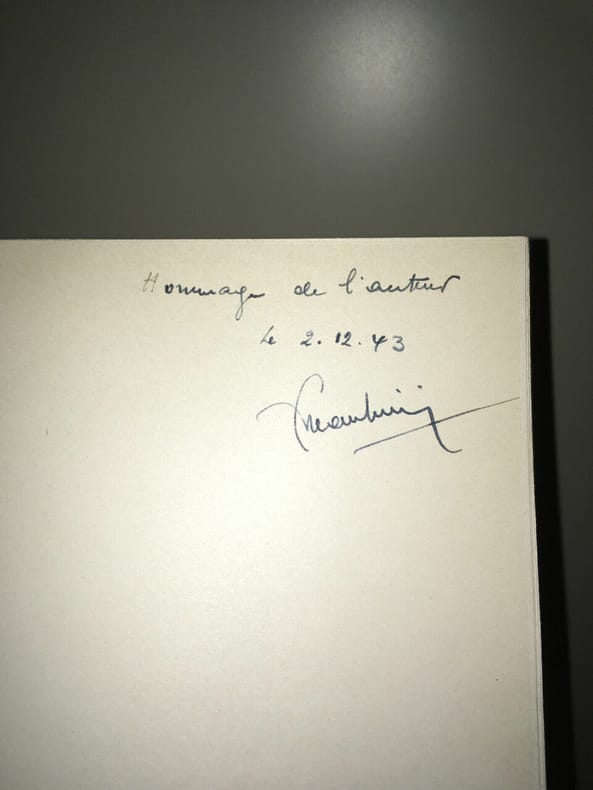 Hommage de l'auteur
le 2.12.43